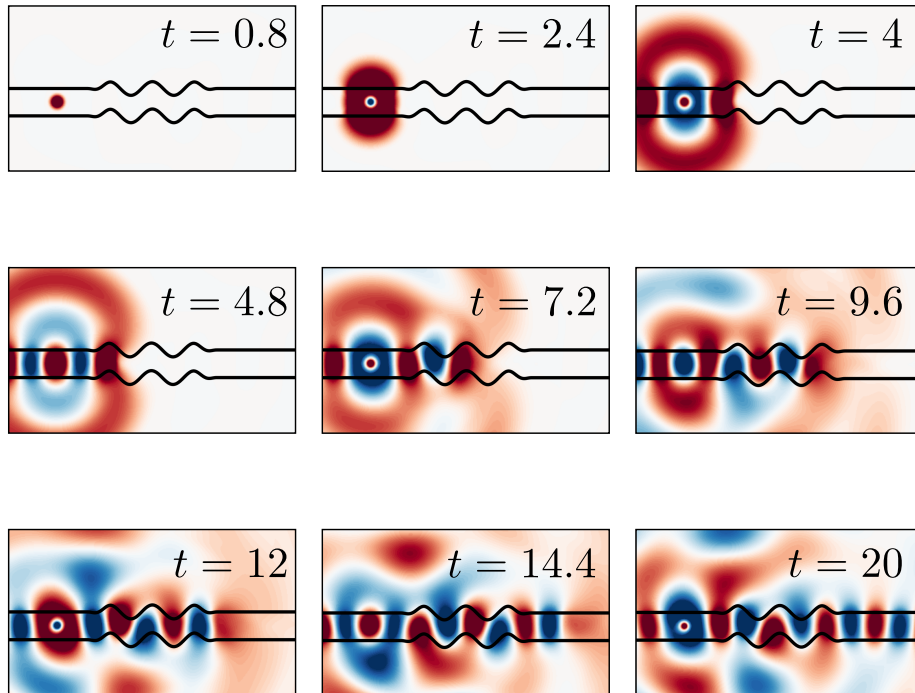 t = 0.8
t = 2.4
t = 4
t = 4.8
t = 7.2
t = 9.6
t = 12
t = 14.4
t = 20